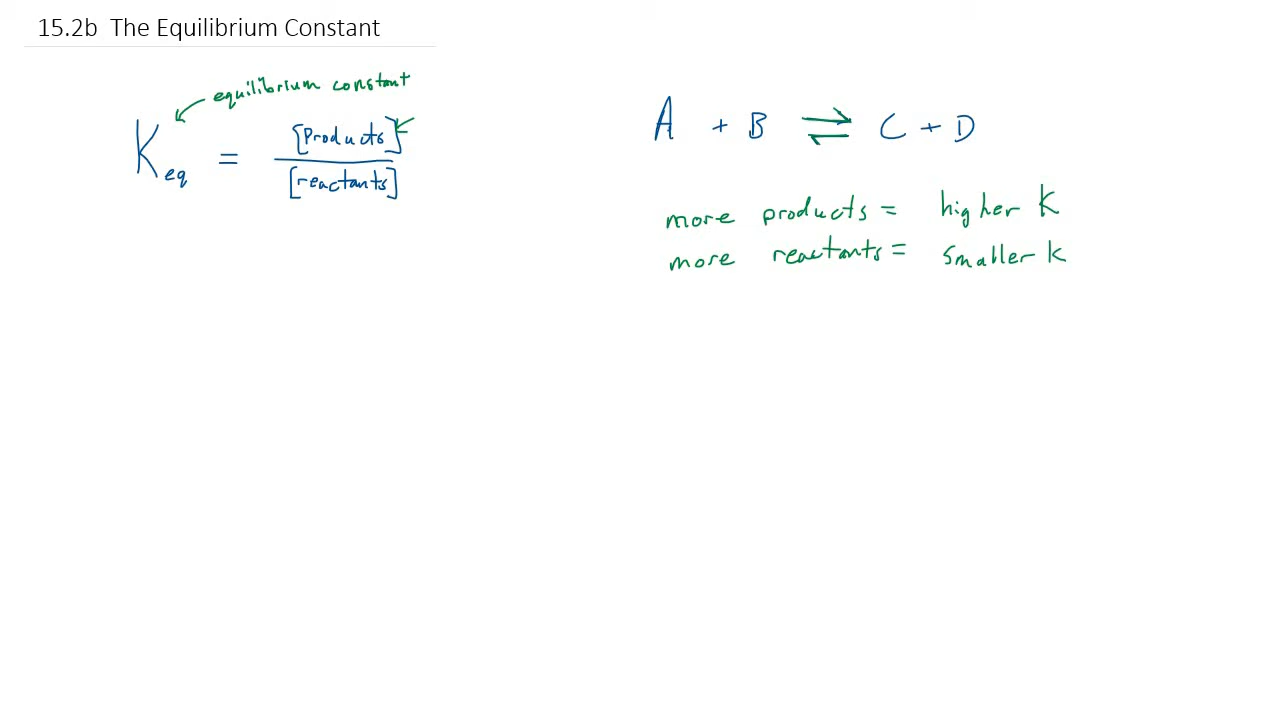 15.2b The Equilibrium Constant
equilibrium constant
Keq = [Products] / [reactants]
A + B ⇌ C + D
more products = higher K
more reactants = smaller K